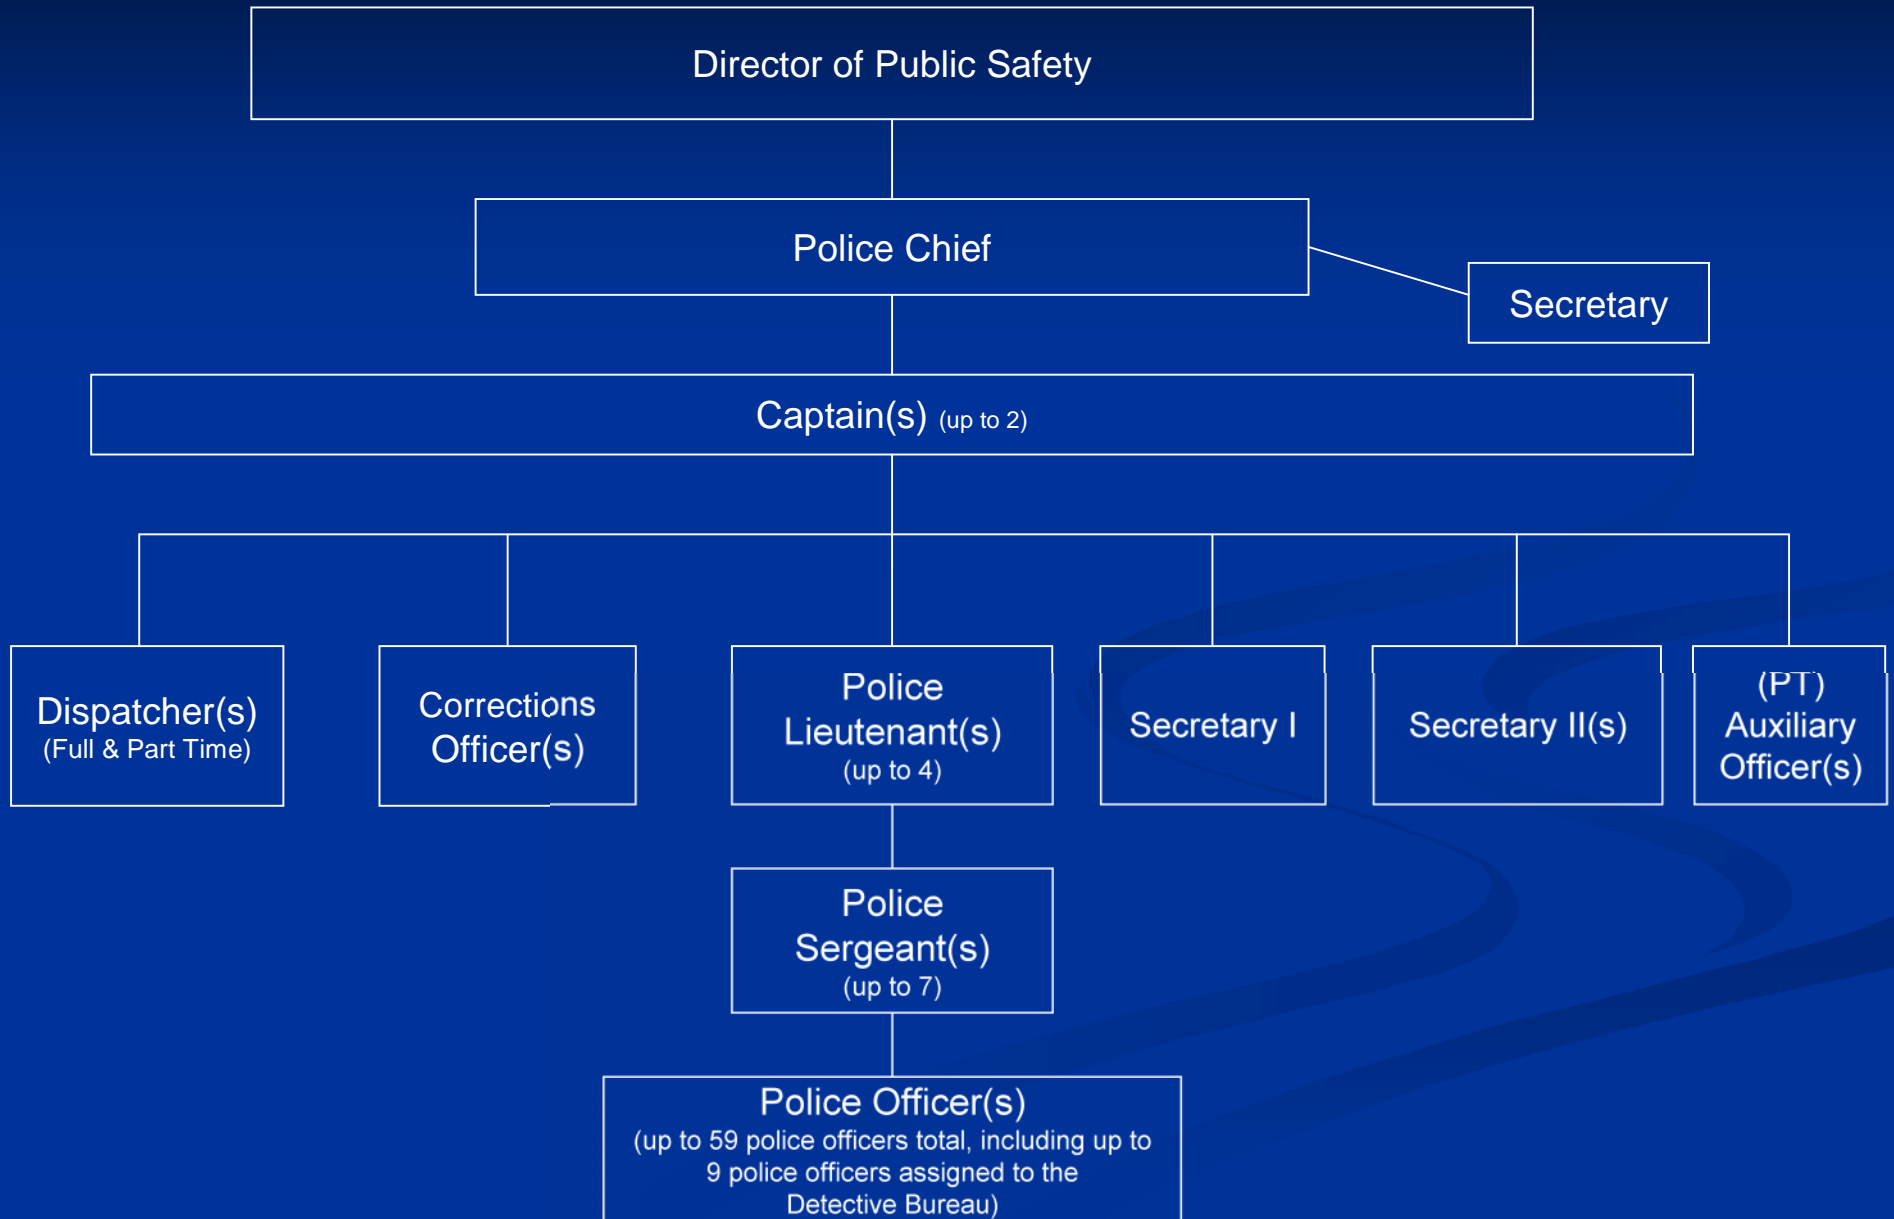 Director of Public Safety
Police Chief
Secretary
Captain(s) (up to 2)
Dispatcher(s)
(Full & Part Time)
Corrections
Officer(s)
Police
Lieutenant(s)
(up to 4)
Secretary I
Secretary II(s)
(PT)
Auxiliary
Officer(s)
Police
Sergeant(s)
(up to 7)
Police Officer(s)
(up to 59 police officers total, including up to
9 police officers assigned to the
Detective Bureau)